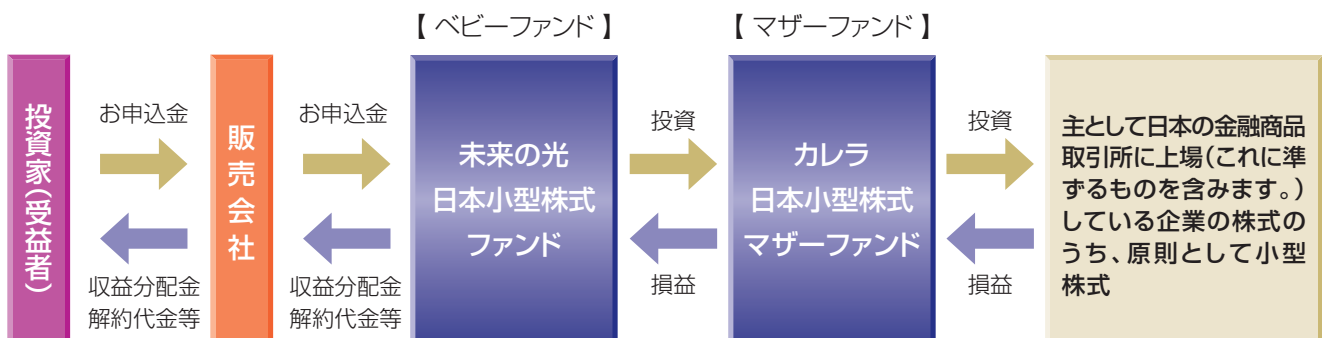 【 ベビーファンド 】
【 マザーファンド 】
投資家(受益者)
お申込金
収益分配金
解約代金等
販売会社
お申込金
収益分配金
解約代金等
未来の光
日本小型株式
ファンド
投資
損益
カレラ
日本小型株式
マザーファンド
投資
損益
主として日本の金融商品
取引所に上場(これに準
ずるものを含みます。)
している企業の株式の
うち、原則として小型
株式